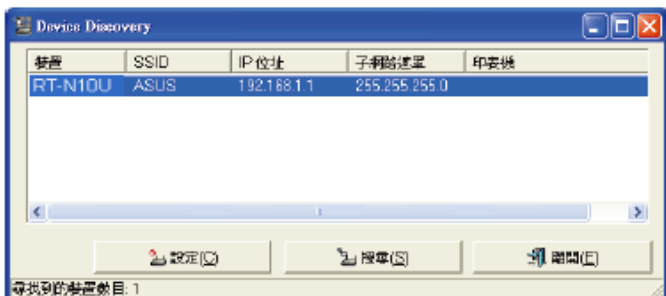 Device Discovery
裝置 SSID IP 位址 子網路遮罩 印表機
RT-N10U ASUS 192.168.1.1 255.255.255.0
設定(C) 搜尋(S) 離開(E)
尋找到的裝置數目: 1